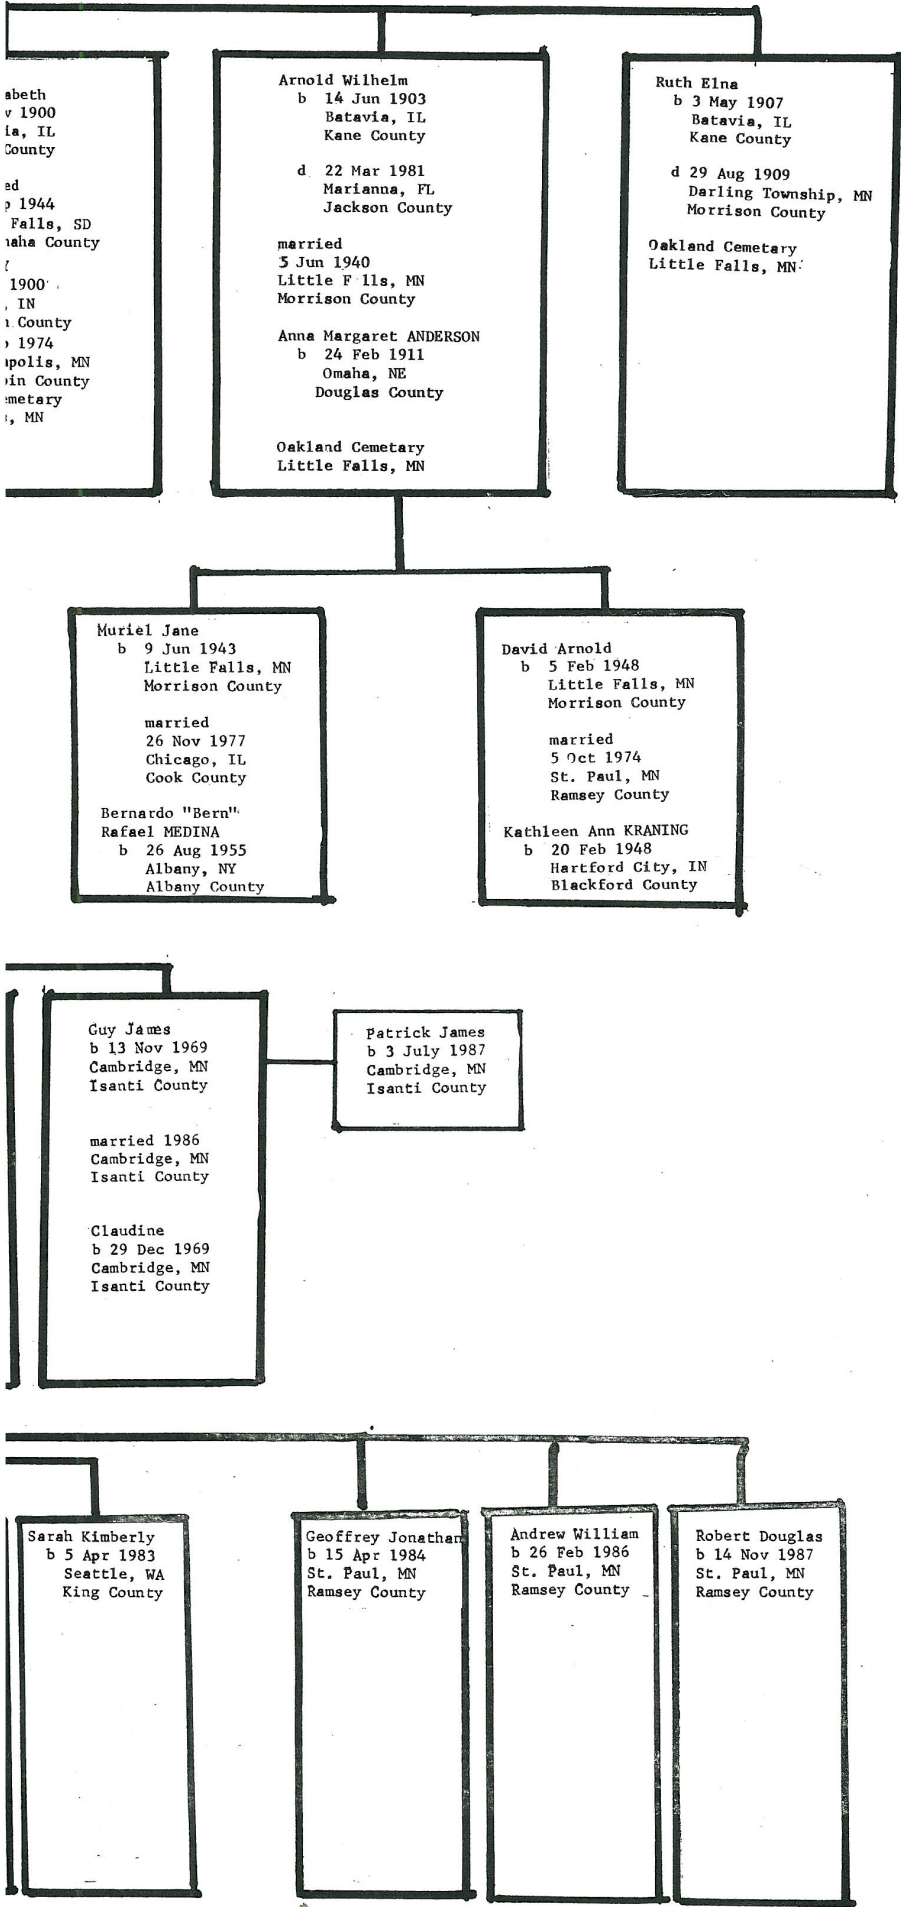 abeth
v 1900
ia, IL
County
ed
p 1944
Falls, SD
naha County
1900
, IN
County
1974
apolis, MN
pin County
emetary
, MN
Arnold Wilhelm
b 14 Jun 1903
Batavia, IL
Kane County
d 22 Mar 1981
Marianna, FL
Jackson County
married
5 Jun 1940
Little F lls, MN
Morrison County
Anna Margaret ANDERSON
b 24 Feb 1911
Omaha, NE
Douglas County
Oakland Cemetary
Little Falls, MN
Ruth Elna
b 3 May 1907
Batavia, IL
Kane County
d 29 Aug 1909
Darling Township, MN
Morrison County
Oakland Cemetary
Little Falls, MN
Muriel Jane
b 9 Jun 1943
Little Falls, MN
Morrison County
married
26 Nov 1977
Chicago, IL
Cook County
Bernardo "Bern"
Rafael MEDINA
b 26 Aug 1955
Albany, NY
Albany County
David Arnold
b 5 Feb 1948
Little Falls, MN
Morrison County
married
5 Oct 1974
St. Paul, MN
Ramsey County
Kathleen Ann KRANING
b 20 Feb 1948
Hartford City, IN
Blackford County
Guy James
b 13 Nov 1969
Cambridge, MN
Isanti County
married 1986
Cambridge, MN
Isanti County
Claudine
b 29 Dec 1969
Cambridge, MN
Isanti County
Patrick James
b 3 July 1987
Cambridge, MN
Isanti County
Sarah Kimberly
b 5 Apr 1983
Seattle, WA
King County
Geoffrey Jonathan
b 15 Apr 1984
St. Paul, MN
Ramsey County
Andrew William
b 26 Feb 1986
St. Paul, MN
Ramsey County
Robert Douglas
b 14 Nov 1987
St. Paul, MN
Ramsey County